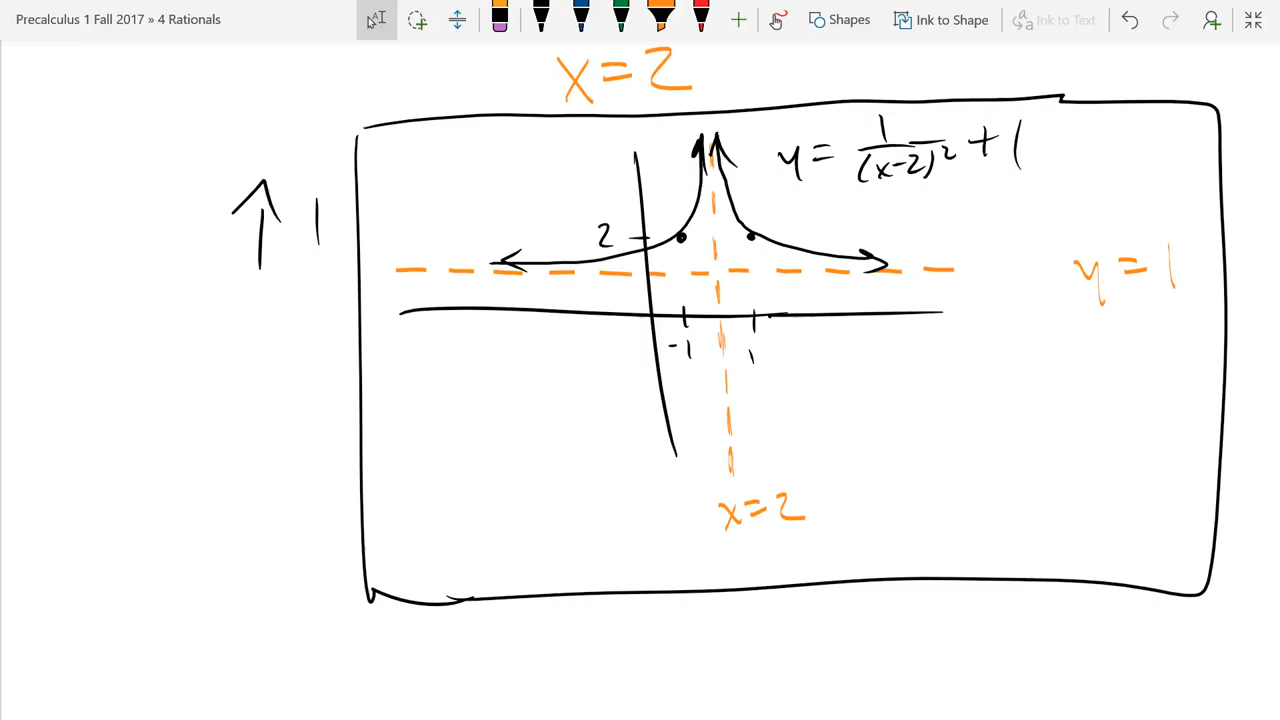 Precalculus 1 Fall 2017 » 4 Rationals
Shapes
Ink to Shape
Ink to Text
x=2
y = 1/(x-2)² + 1
↑ 1
2
y = 1
-1 1
x=2